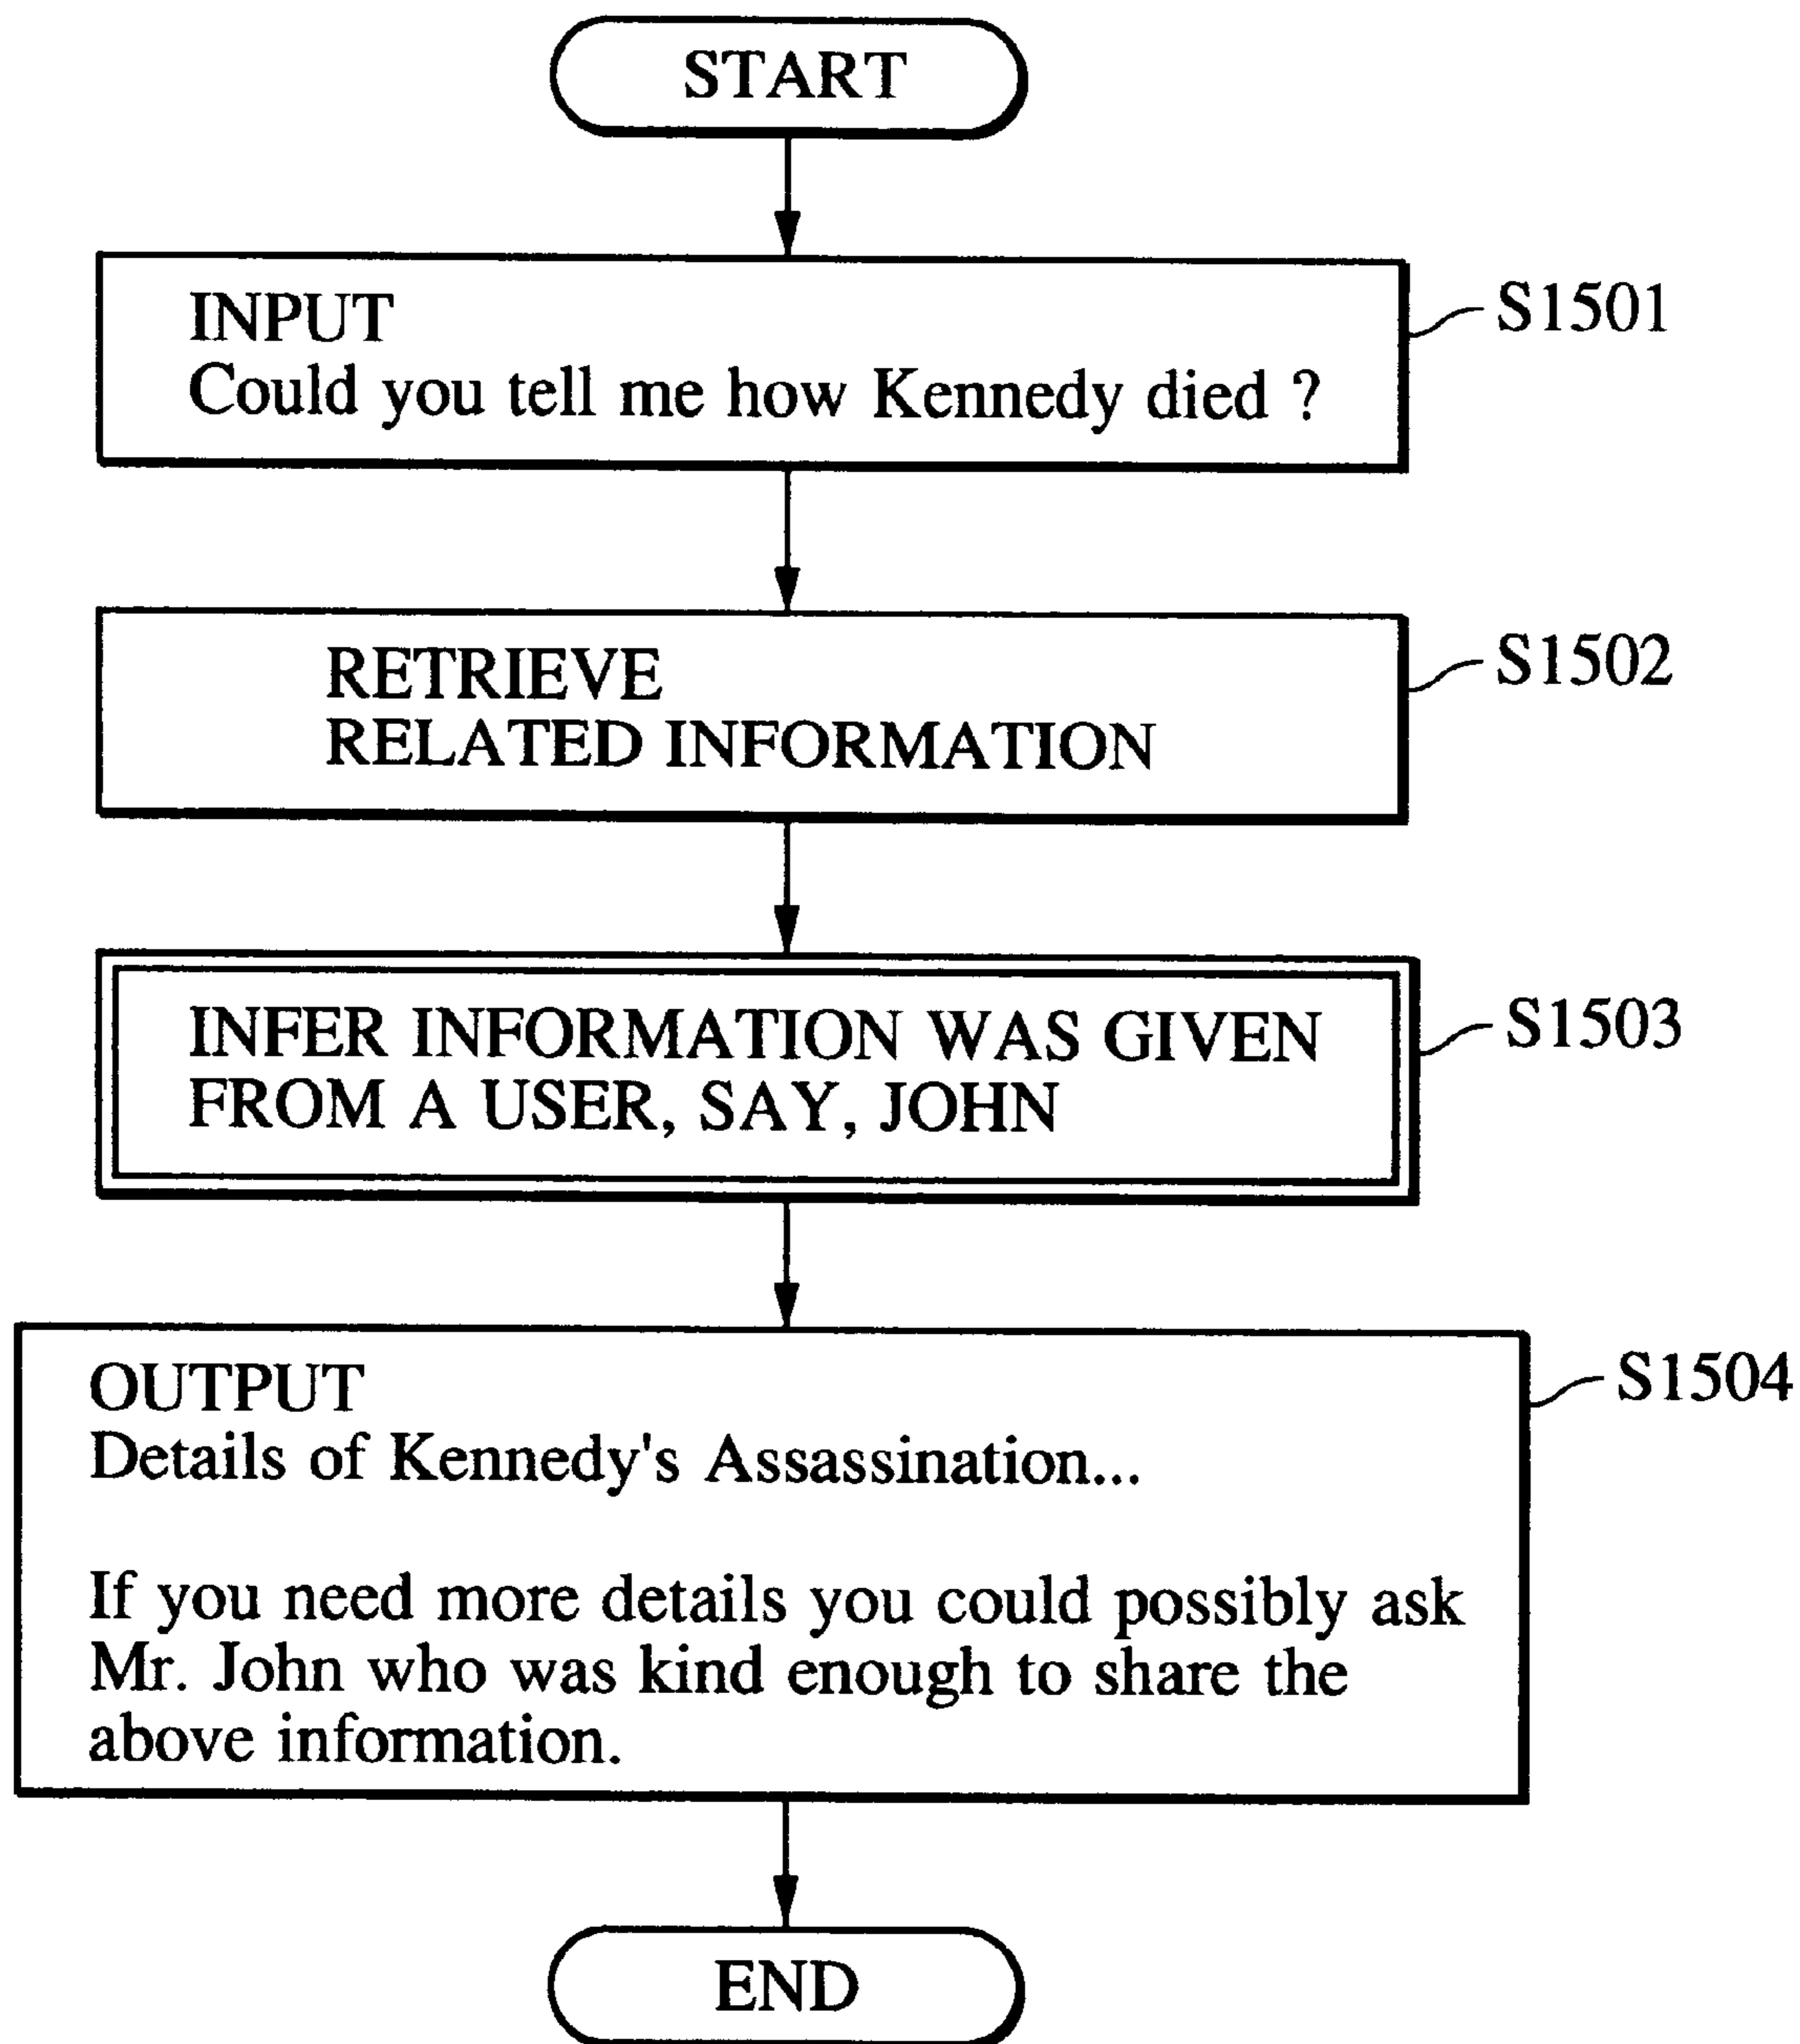 START
INPUT
Could you tell me how Kennedy died ?
S1501
RETRIEVE
RELATED INFORMATION
S1502
INFER INFORMATION WAS GIVEN
FROM A USER, SAY, JOHN
S1503
OUTPUT
Details of Kennedy's Assassination...
If you need more details you could possibly ask
Mr. John who was kind enough to share the
above information.
S1504
END